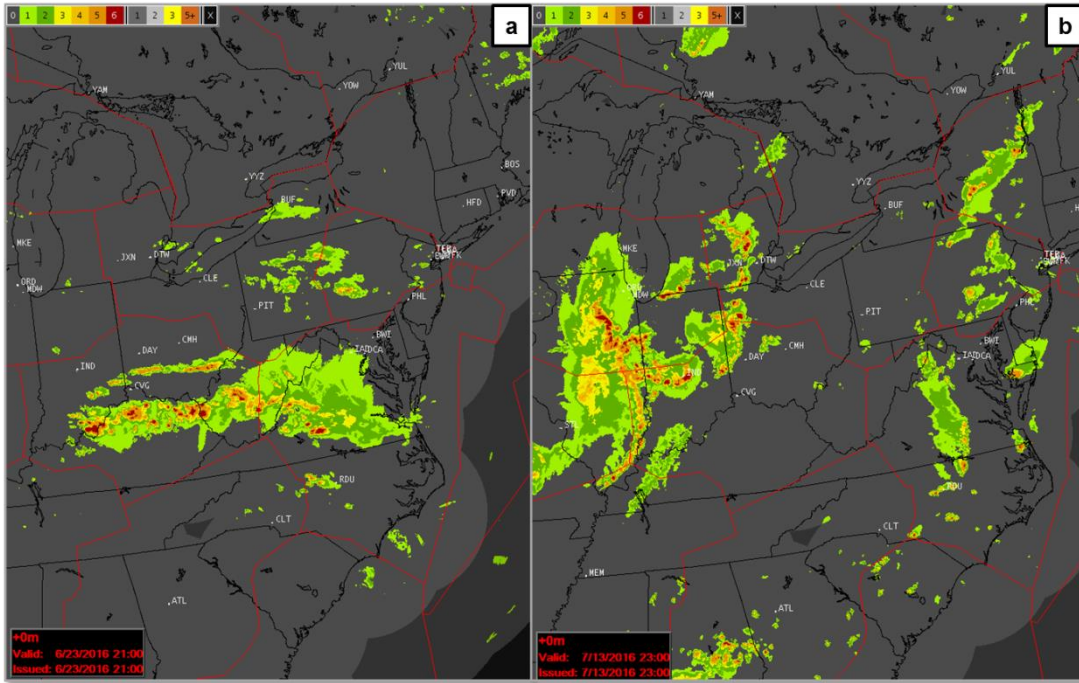 0 1 2 3 4 5 6 1 2 3 5+ X
a
YUL
YOW
YAM
BOS
YYZ
PVD
HFD
BUF
MKE
JXN
DTW
CLE
ORD
MDW
PIT
PHL
BWI
IAD
DCA
CMH
DAY
IND
CVG
RDU
CLT
ATL
+0m
Valid: 6/23/2016 21:00
Issued: 6/23/2016 21:00
0 1 2 3 4 5 6 1 2 3 5+ X
b
YUL
YOW
YAM
YYZ
BUF
MKE
JXN
DTW
CLE
MDW
PIT
PHL
BWI
IAD
DCA
CMH
DAY
IND
CVG
RDU
CLT
MEM
ATL
+0m
Valid: 7/13/2016 23:00
Issued: 7/13/2016 23:00